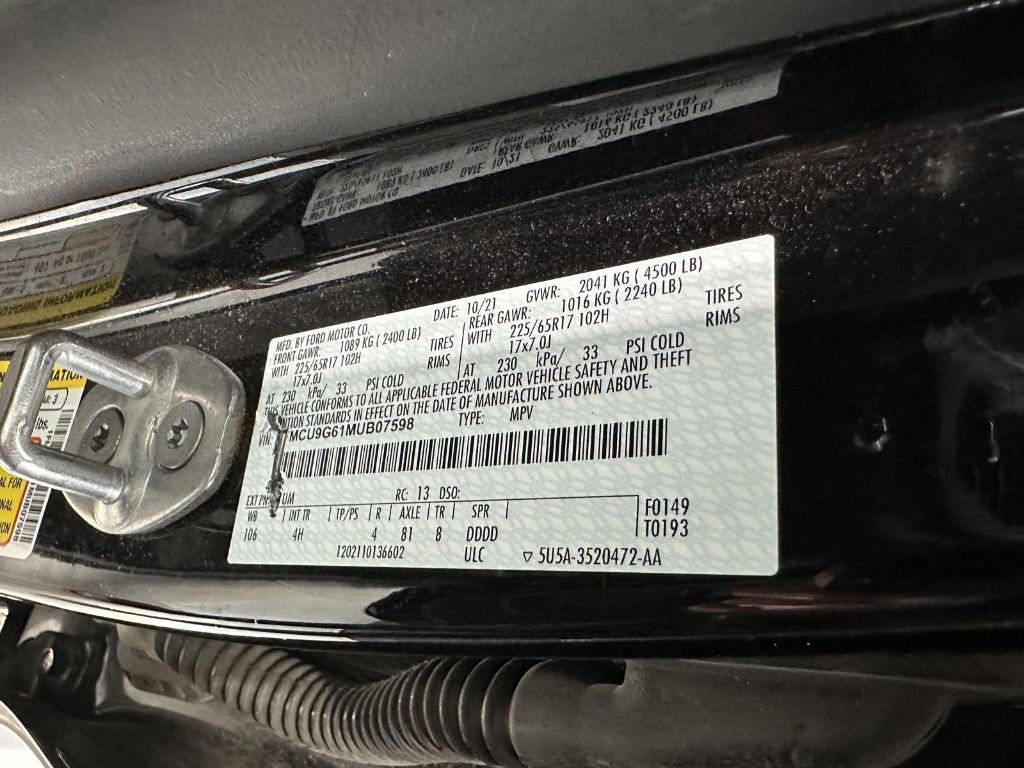 MFD. BY FORD MOTOR CO. DATE: 10/21 GVWR: 2041 KG ( 4500 LB)
FRONT GAWR: 1089 KG ( 2400 LB) REAR GAWR: 1016 KG ( 2240 LB)
WITH 225/65R17 102H TIRES WITH 225/65R17 102H TIRES
17x7.0J RIMS 17x7.0J RIMS
AT 230 kPa/ 33 PSI COLD AT 230 kPa/ 33 PSI COLD
THIS VEHICLE CONFORMS TO ALL APPLICABLE FEDERAL MOTOR VEHICLE SAFETY AND THEFT
STANDARDS IN EFFECT ON THE DATE OF MANUFACTURE SHOWN ABOVE.
VIN: MCU9G61MUB07598 TYPE: MPV
EXT PNT: UM RC: 13 DSO:
WB INT TR TP/PS R AXLE TR SPR F0149
106 4H 4 81 8 DDDD T0193
1202110136602 ULC ▽ 5U5A-3520472-AA
lbs.
MUB07598